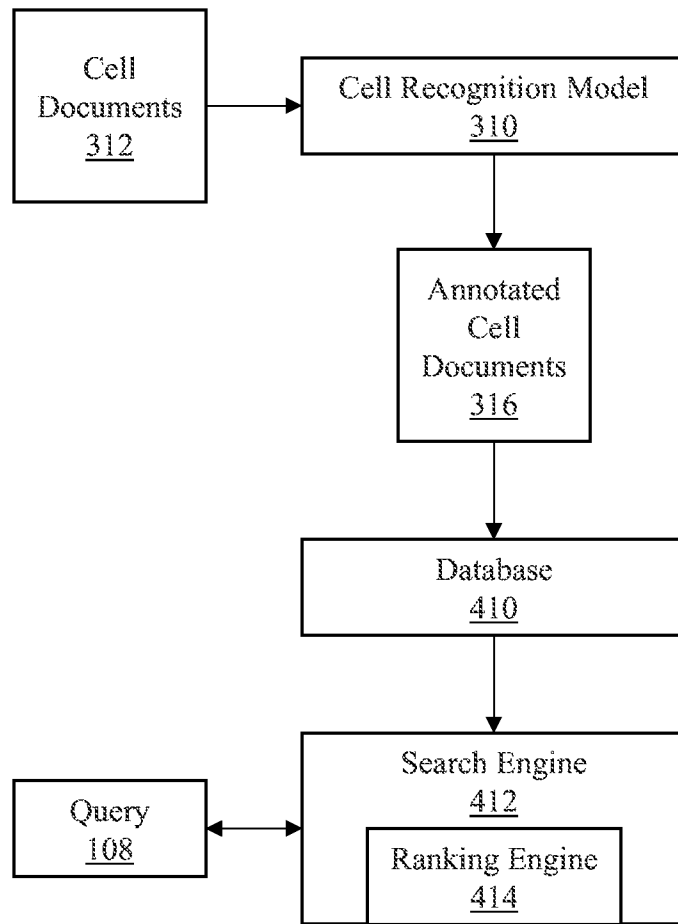 Cell
Documents
312
Cell Recognition Model
310
Annotated
Cell
Documents
316
Database
410
Search Engine
412
Query
108
Ranking Engine
414